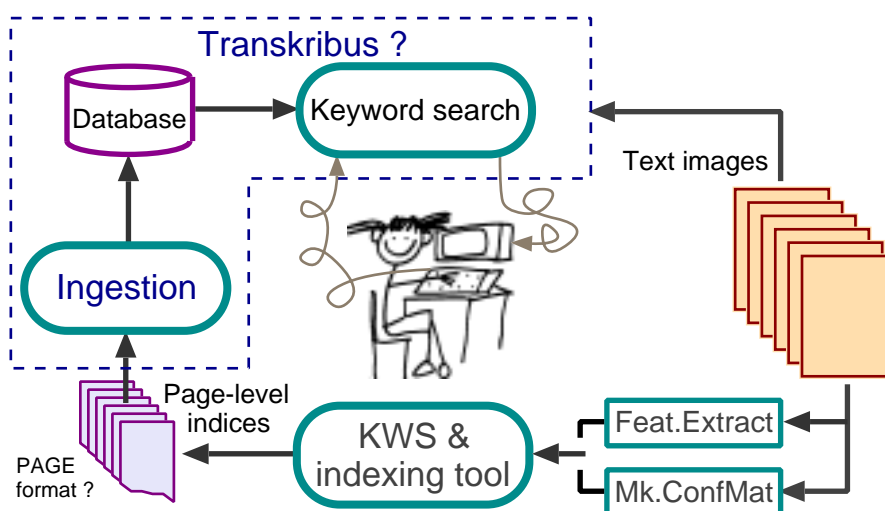 Transkribus ?
Database
Keyword search
Text images
Ingestion
Page-level
indices
PAGE
format ?
KWS &
indexing tool
Feat.Extract
Mk.ConfMat